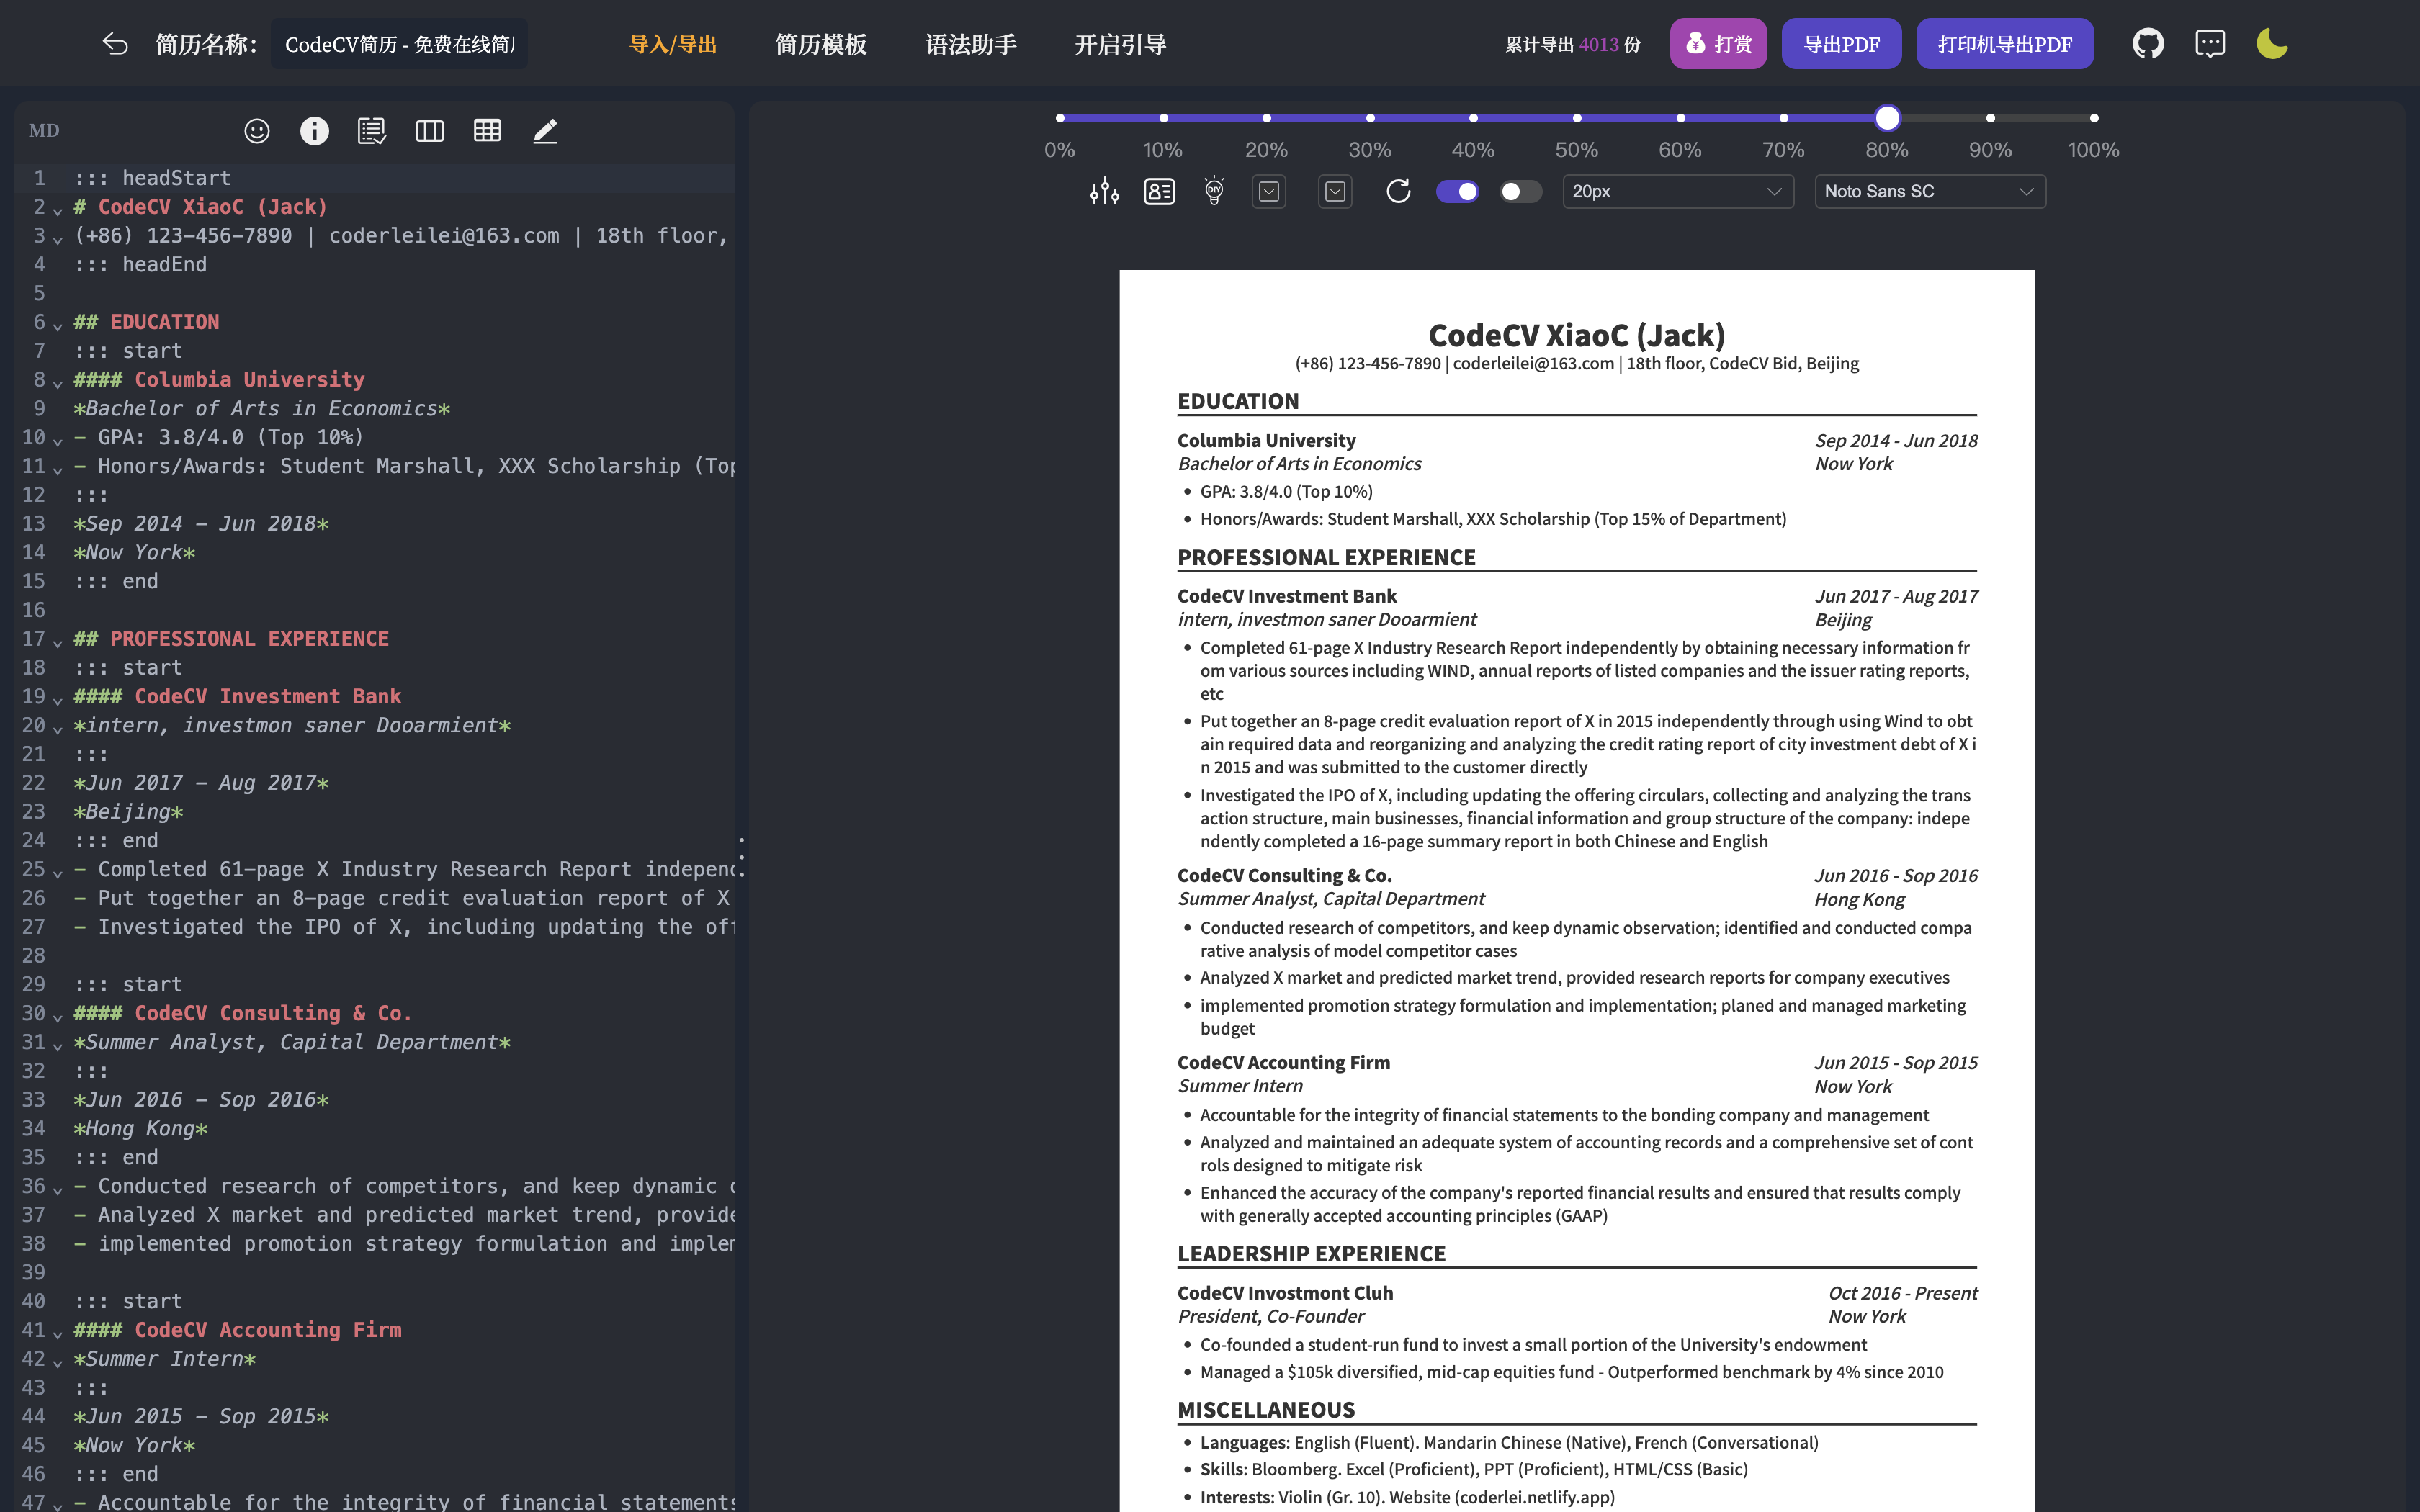 简历名称：
CodeCV简历 - 免费在线简
导入/导出
简历模板
语法助手
开启引导
累计导出 4013 份
打赏
导出PDF
打印机导出PDF
MD
1 ::: headStart
2 # CodeCV XiaoC (Jack)
3 (+86) 123-456-7890 | coderleilei@163.com | 18th floor,
4 ::: headEnd
5
6 ## EDUCATION
7 ::: start
8 #### Columbia University
9 *Bachelor of Arts in Economics*
10 - GPA: 3.8/4.0 (Top 10%)
11 - Honors/Awards: Student Marshall, XXX Scholarship (Top
12 :::
13 *Sep 2014 - Jun 2018*
14 *Now York*
15 ::: end
16
17 ## PROFESSIONAL EXPERIENCE
18 ::: start
19 #### CodeCV Investment Bank
20 *intern, investmon saner Dooarmient*
21 :::
22 *Jun 2017 - Aug 2017*
23 *Beijing*
24 ::: end
25 - Completed 61-page X Industry Research Report independ
26 - Put together an 8-page credit evaluation report of X
27 - Investigated the IPO of X, including updating the off
28
29 ::: start
30 #### CodeCV Consulting & Co.
31 *Summer Analyst, Capital Department*
32 :::
33 *Jun 2016 - Sop 2016*
34 *Hong Kong*
35 ::: end
36 - Conducted research of competitors, and keep dynamic o
37 - Analyzed X market and predicted market trend, provide
38 - implemented promotion strategy formulation and implem
39
40 ::: start
41 #### CodeCV Accounting Firm
42 *Summer Intern*
43 :::
44 *Jun 2015 - Sop 2015*
45 *Now York*
46 ::: end
47 - Accountable for the integrity of financial statements
0% 10% 20% 30% 40% 50% 60% 70% 80% 90% 100%
DIY
20px
Noto Sans SC
CodeCV XiaoC (Jack)
(+86) 123-456-7890 | coderleilei@163.com | 18th floor, CodeCV Bid, Beijing
EDUCATION
Columbia University Sep 2014 - Jun 2018
Bachelor of Arts in Economics Now York
• GPA: 3.8/4.0 (Top 10%)
• Honors/Awards: Student Marshall, XXX Scholarship (Top 15% of Department)
PROFESSIONAL EXPERIENCE
CodeCV Investment Bank Jun 2017 - Aug 2017
intern, investmon saner Dooarmient Beijing
• Completed 61-page X Industry Research Report independently by obtaining necessary information fr
om various sources including WIND, annual reports of listed companies and the issuer rating reports,
etc
• Put together an 8-page credit evaluation report of X in 2015 independently through using Wind to obt
ain required data and reorganizing and analyzing the credit rating report of city investment debt of X i
n 2015 and was submitted to the customer directly
• Investigated the IPO of X, including updating the offering circulars, collecting and analyzing the trans
action structure, main businesses, financial information and group structure of the company: indepe
ndently completed a 16-page summary report in both Chinese and English
CodeCV Consulting & Co. Jun 2016 - Sop 2016
Summer Analyst, Capital Department Hong Kong
• Conducted research of competitors, and keep dynamic observation; identified and conducted compa
rative analysis of model competitor cases
• Analyzed X market and predicted market trend, provided research reports for company executives
• implemented promotion strategy formulation and implementation; planed and managed marketing
budget
CodeCV Accounting Firm Jun 2015 - Sop 2015
Summer Intern Now York
• Accountable for the integrity of financial statements to the bonding company and management
• Analyzed and maintained an adequate system of accounting records and a comprehensive set of cont
rols designed to mitigate risk
• Enhanced the accuracy of the company's reported financial results and ensured that results comply
with generally accepted accounting principles (GAAP)
LEADERSHIP EXPERIENCE
CodeCV Invostmont Cluh Oct 2016 - Present
President, Co-Founder Now York
• Co-founded a student-run fund to invest a small portion of the University's endowment
• Managed a $105k diversified, mid-cap equities fund - Outperformed benchmark by 4% since 2010
MISCELLANEOUS
• Languages: English (Fluent). Mandarin Chinese (Native), French (Conversational)
• Skills: Bloomberg. Excel (Proficient), PPT (Proficient), HTML/CSS (Basic)
• Interests: Violin (Gr. 10). Website (coderlei.netlify.app)